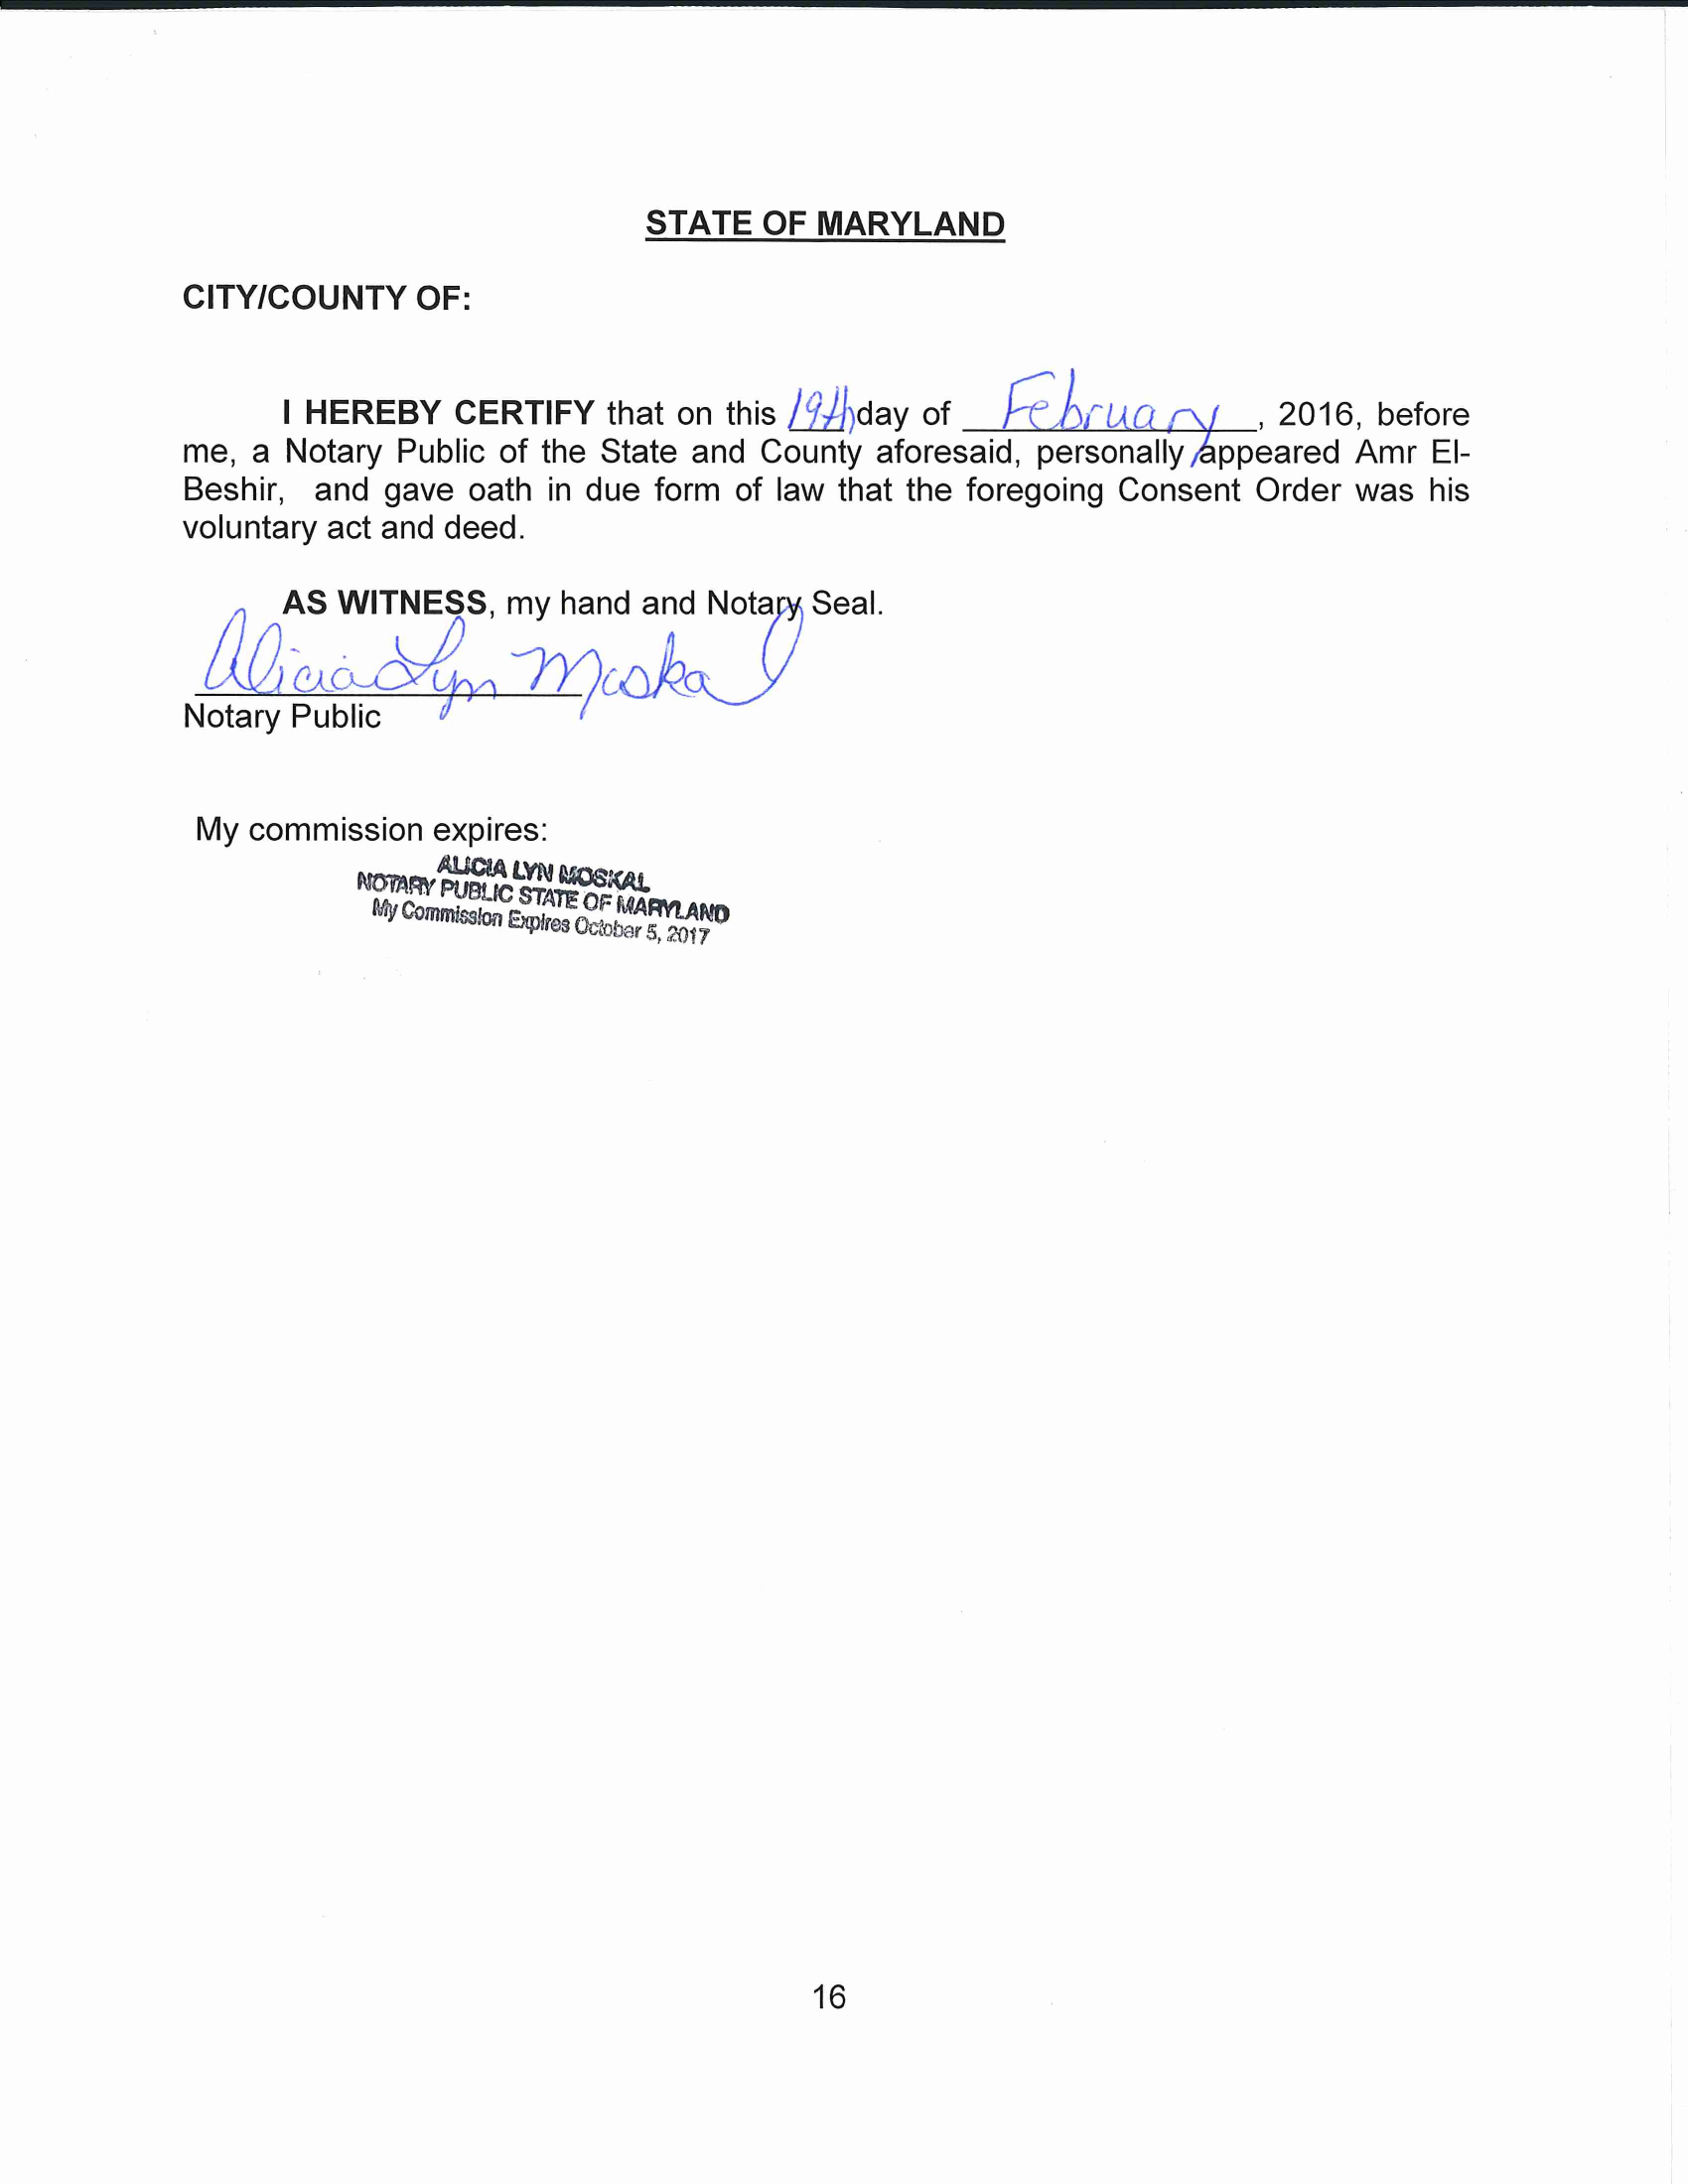 STATE OF MARYLAND
CITY/COUNTY OF:
I HEREBY CERTIFY that on this 19th day of February, 2016, before
me, a Notary Public of the State and County aforesaid, personally appeared Amr El-
Beshir, and gave oath in due form of law that the foregoing Consent Order was his
voluntary act and deed.
AS WITNESS, my hand and Notary Seal.
Alicia Lyn Moskal
Notary Public
My commission expires:
ALICIA LYN MOSKAL
NOTARY PUBLIC STATE OF MARYLAND
My Commission Expires October 5, 2017
16